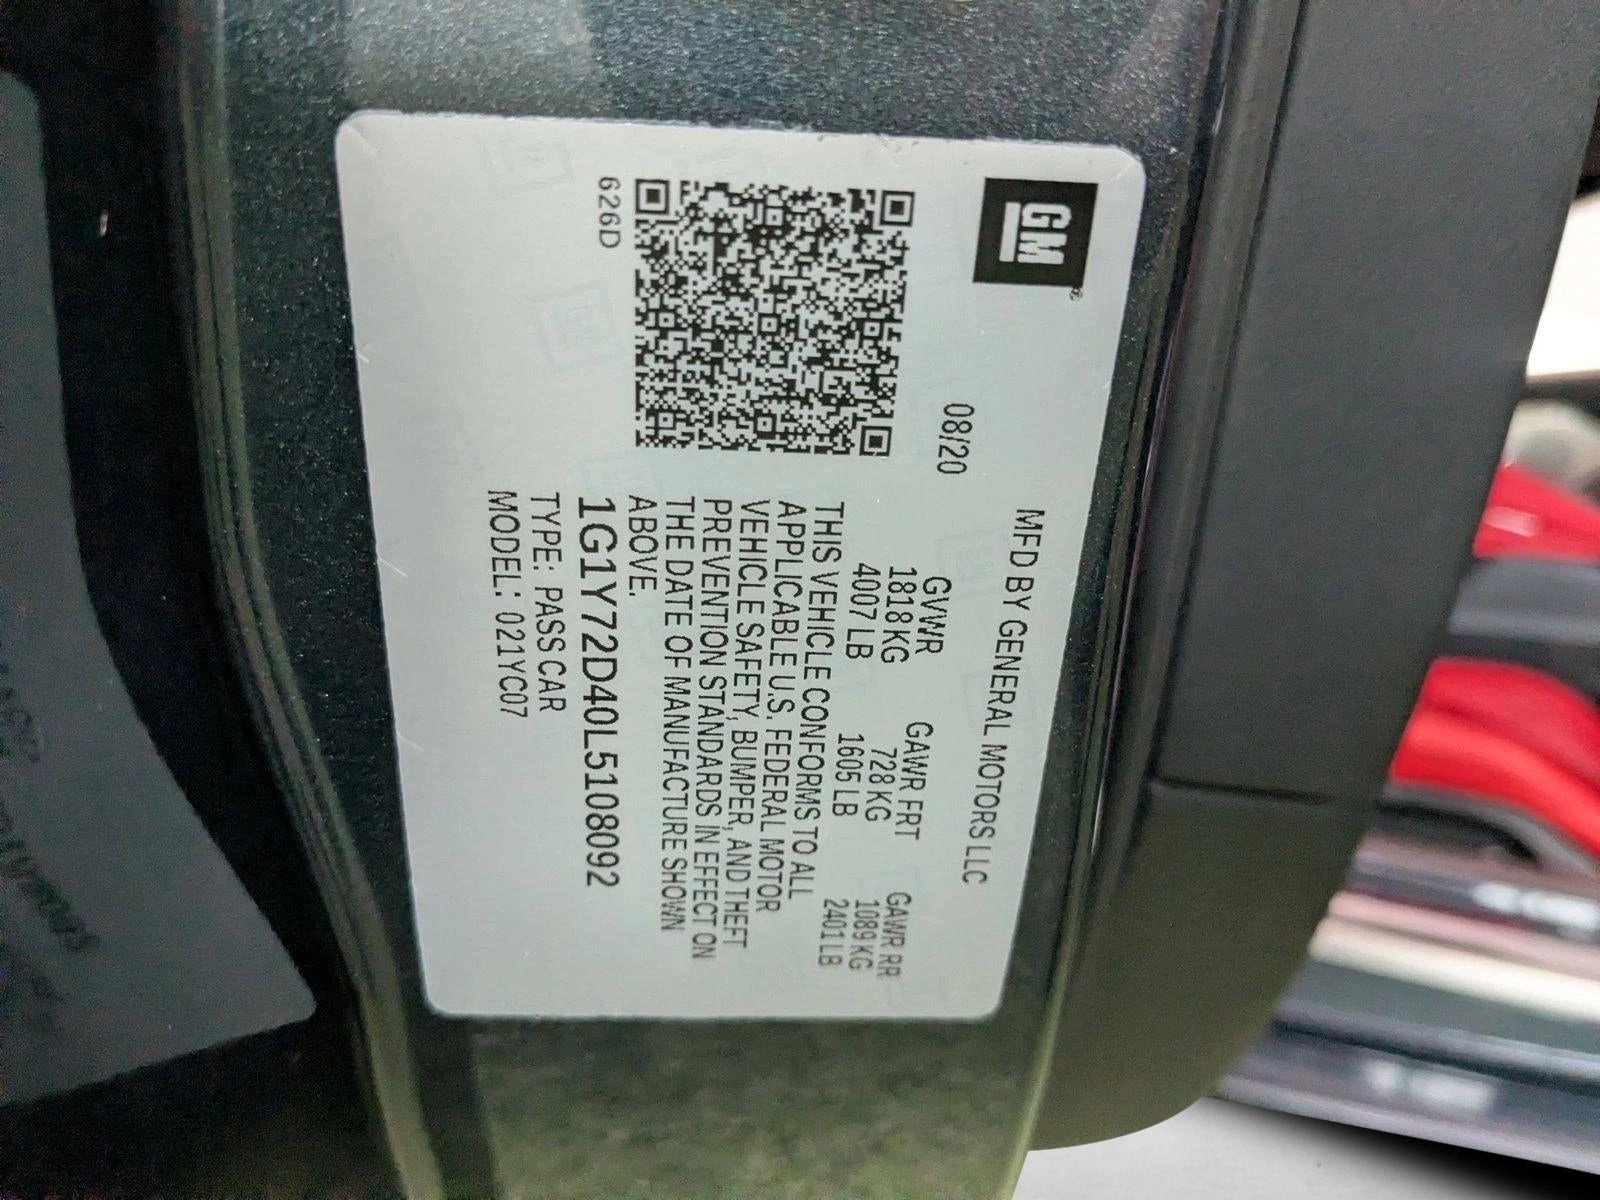 GM
MFD BY GENERAL MOTORS LLC
08/20
GVWR GAWR FRT GAWR RR
1818KG 728 KG 1089 KG
4007 LB 1605 LB 2401 LB
THIS VEHICLE CONFORMS TO ALL
APPLICABLE U.S. FEDERAL MOTOR
VEHICLE SAFETY, BUMPER, AND THEFT
PREVENTION STANDARDS IN EFFECT ON
THE DATE OF MANUFACTURE SHOWN
ABOVE.
1G1Y72D40L5108092
TYPE: PASS CAR
MODEL: 021YC07
626D